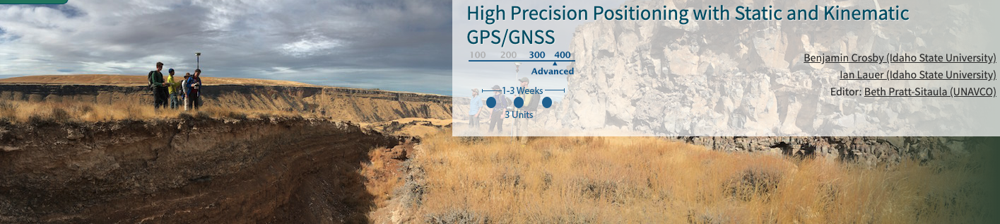 High Precision Positioning with Static and Kinematic
GPS/GNSS
100 200 300 400
Advanced
1-3 Weeks
3 Units
Benjamin Crosby (Idaho State University)
Ian Lauer (Idaho State University)
Editor: Beth Pratt-Sitaula (UNAVCO)